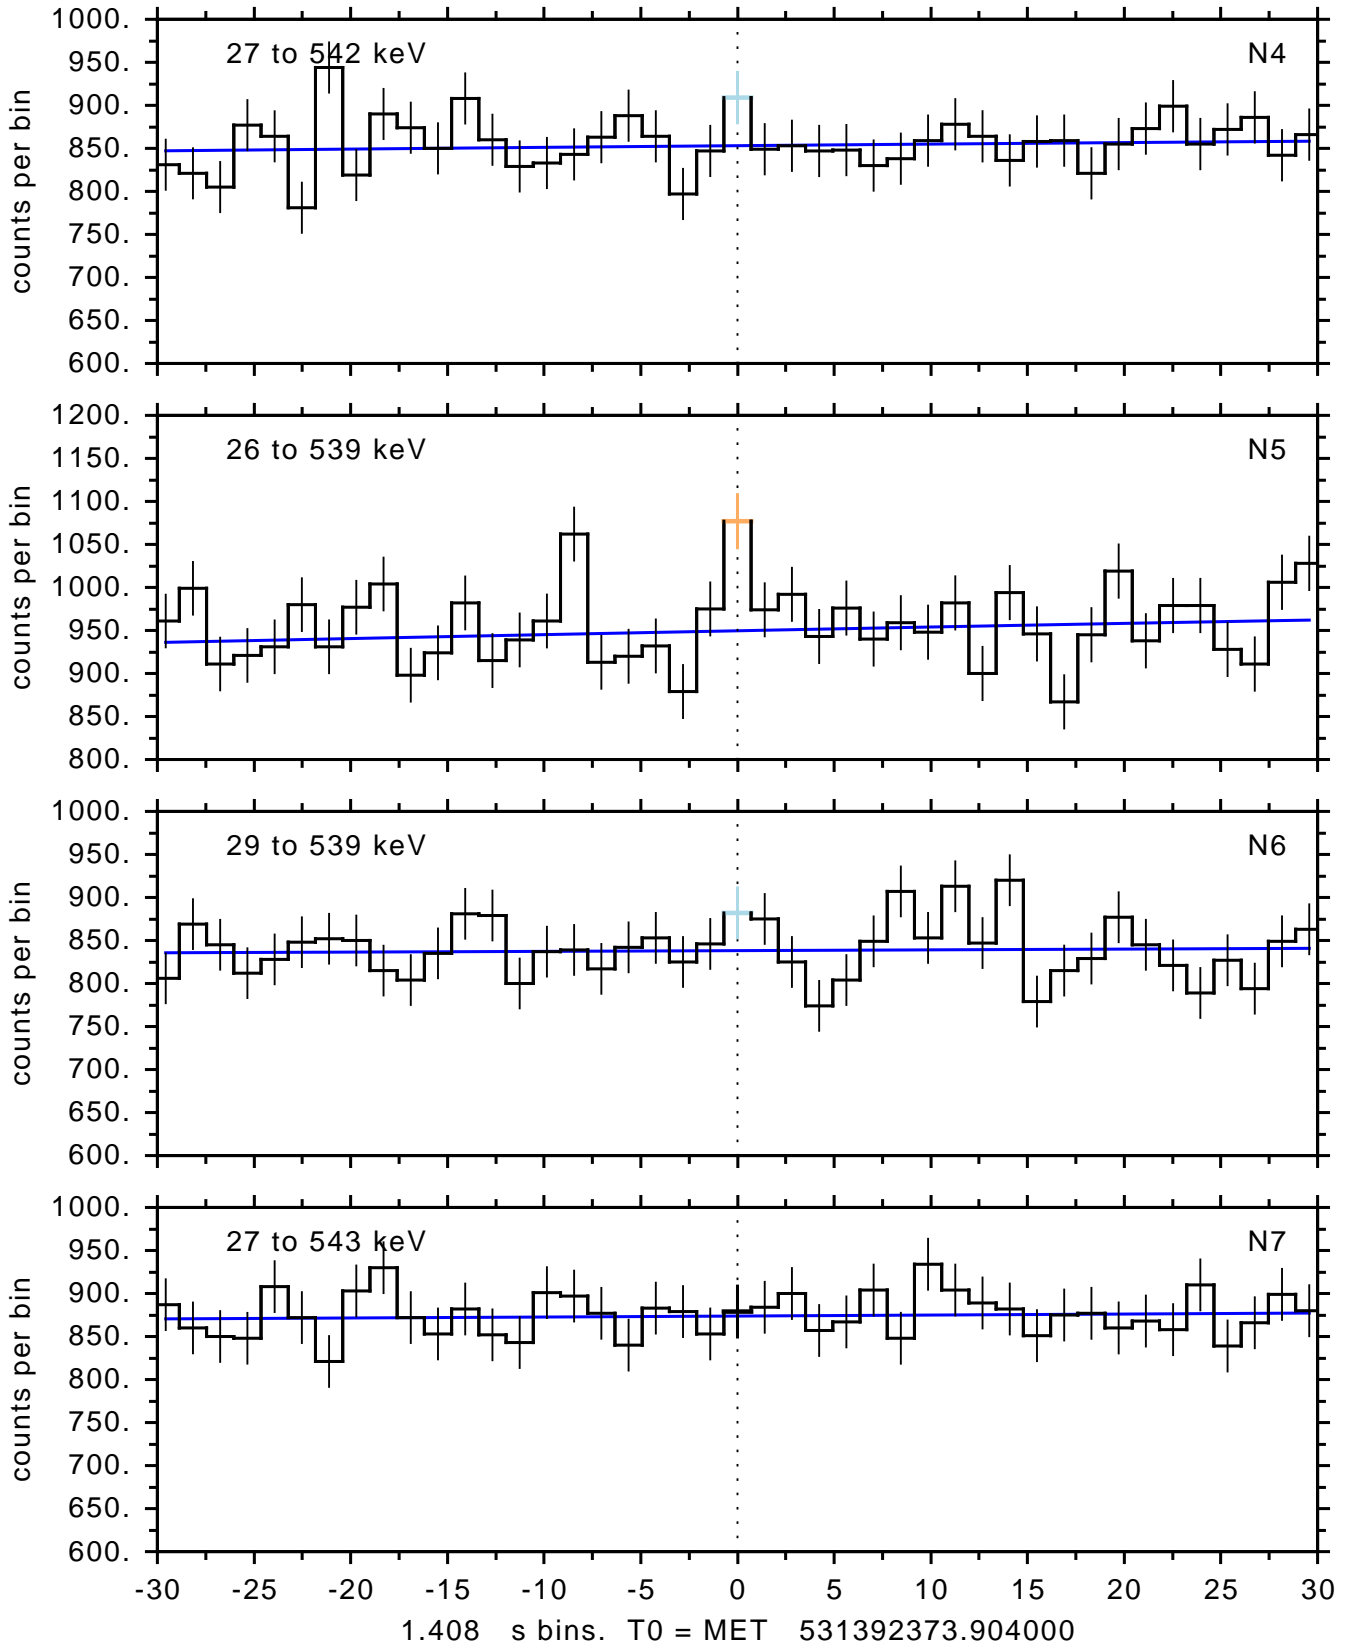 1000.
950.
900.
850.
800.
750.
700.
650.
600.
counts per bin
27 to 542 keV
N4
1200.
1150.
1100.
1050.
1000.
950.
900.
850.
800.
counts per bin
26 to 539 keV
N5
1000.
950.
900.
850.
800.
750.
700.
650.
600.
counts per bin
29 to 539 keV
N6
1000.
950.
900.
850.
800.
750.
700.
650.
600.
counts per bin
27 to 543 keV
N7
-30 -25 -20 -15 -10 -5 0 5 10 15 20 25 30
1.408 s bins. T0 = MET 531392373.904000